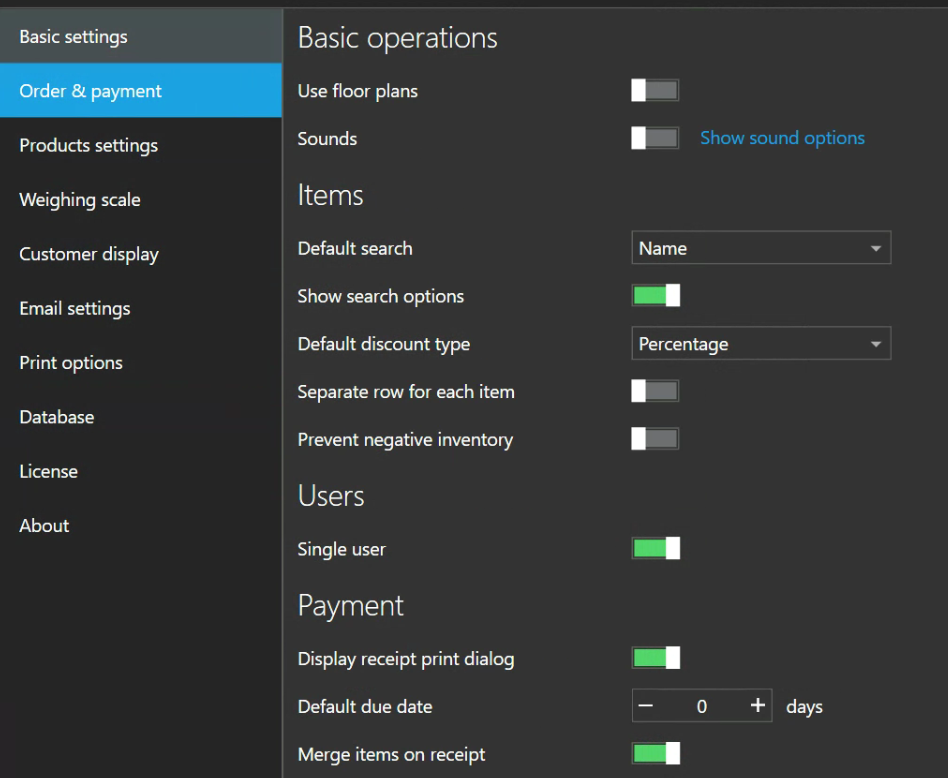 Basic settings
Order & payment
Products settings
Weighing scale
Customer display
Email settings
Print options
Database
License
About
Basic operations
Use floor plans
Sounds Show sound options
Items
Default search Name
Show search options
Default discount type Percentage
Separate row for each item
Prevent negative inventory
Users
Single user
Payment
Display receipt print dialog
Default due date − 0 + days
Merge items on receipt